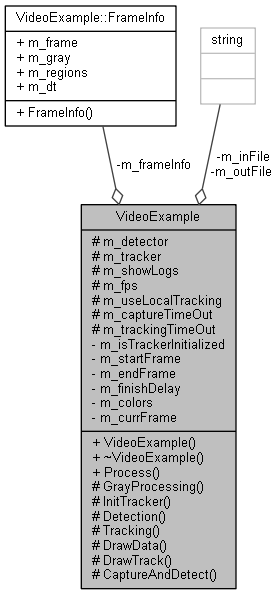 VideoExample::FrameInfo
+ m_frame
+ m_gray
+ m_regions
+ m_dt
+ FrameInfo()
string
-m_frameInfo
-m_inFile
-m_outFile
VideoExample
# m_detector
# m_tracker
# m_showLogs
# m_fps
# m_useLocalTracking
# m_captureTimeOut
# m_trackingTimeOut
- m_isTrackerInitialized
- m_startFrame
- m_endFrame
- m_finishDelay
- m_colors
- m_currFrame
+ VideoExample()
+ ~VideoExample()
+ Process()
# GrayProcessing()
# InitTracker()
# Detection()
# Tracking()
# DrawData()
# DrawTrack()
# CaptureAndDetect()